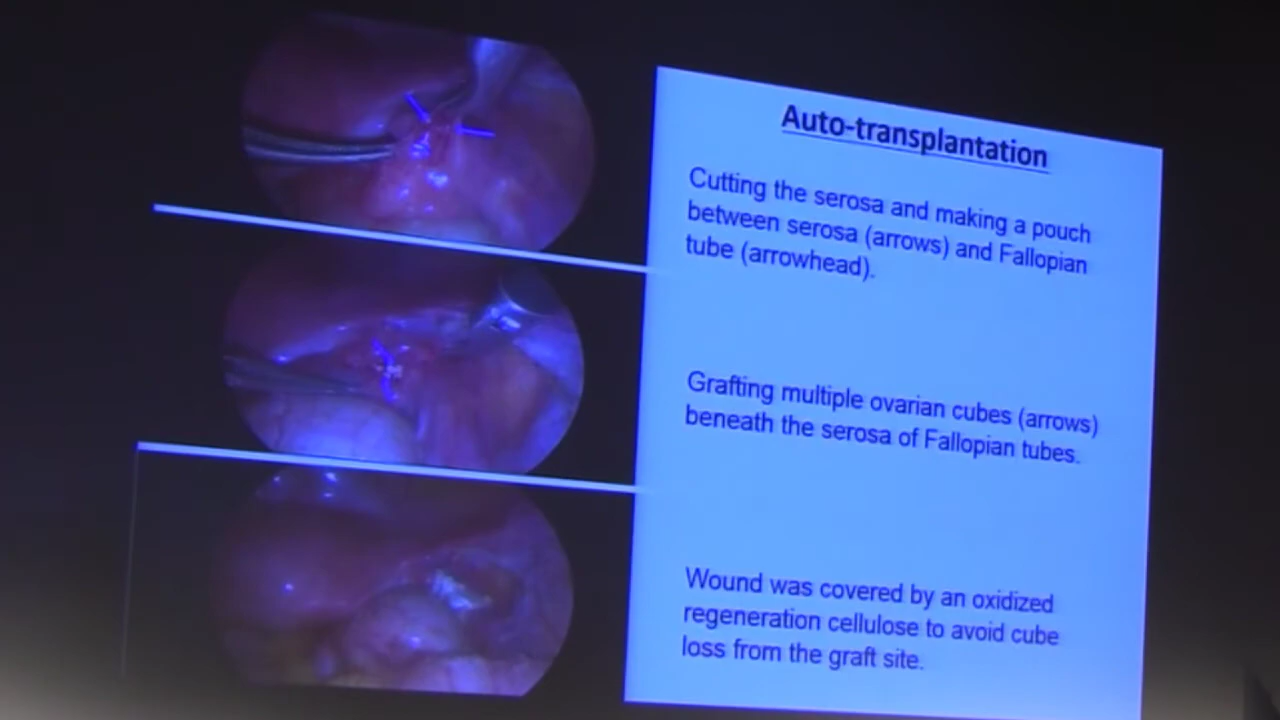 Auto-transplantation
Cutting the serosa and making a pouch
between serosa (arrows) and Fallopian
tube (arrowhead).
Grafting multiple ovarian cubes (arrows)
beneath the serosa of Fallopian tubes.
Wound was covered by an oxidized
regeneration cellulose to avoid cube
loss from the graft site.